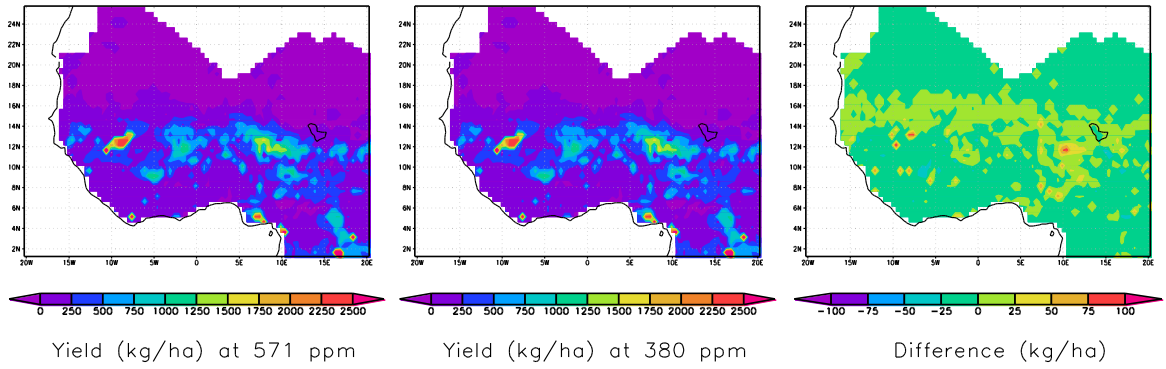 24N 24N 24N
22N 22N 22N
20N 20N 20N
18N 18N 18N
16N 16N 16N
14N 14N 14N
12N 12N 12N
10N 10N 10N
8N 8N 8N
6N 6N 6N
4N 4N 4N
2N 2N 2N
20W 15W 10W 5W 0 5E 10E 15E 20E 20W 15W 10W 5W 0 5E 10E 15E 20E 20W 15W 10W 5W 0 5E 10E 15E 20E
0 250 500 750 1000 1250 1500 1750 2000 2250 2500 0 250 500 750 1000 1250 1500 1750 2000 2250 2500 -100 -75 -25 -25 0 25 50 75 100
Yield (kg/ha) at 571 ppm Yield (kg/ha) at 380 ppm Difference (kg/ha)